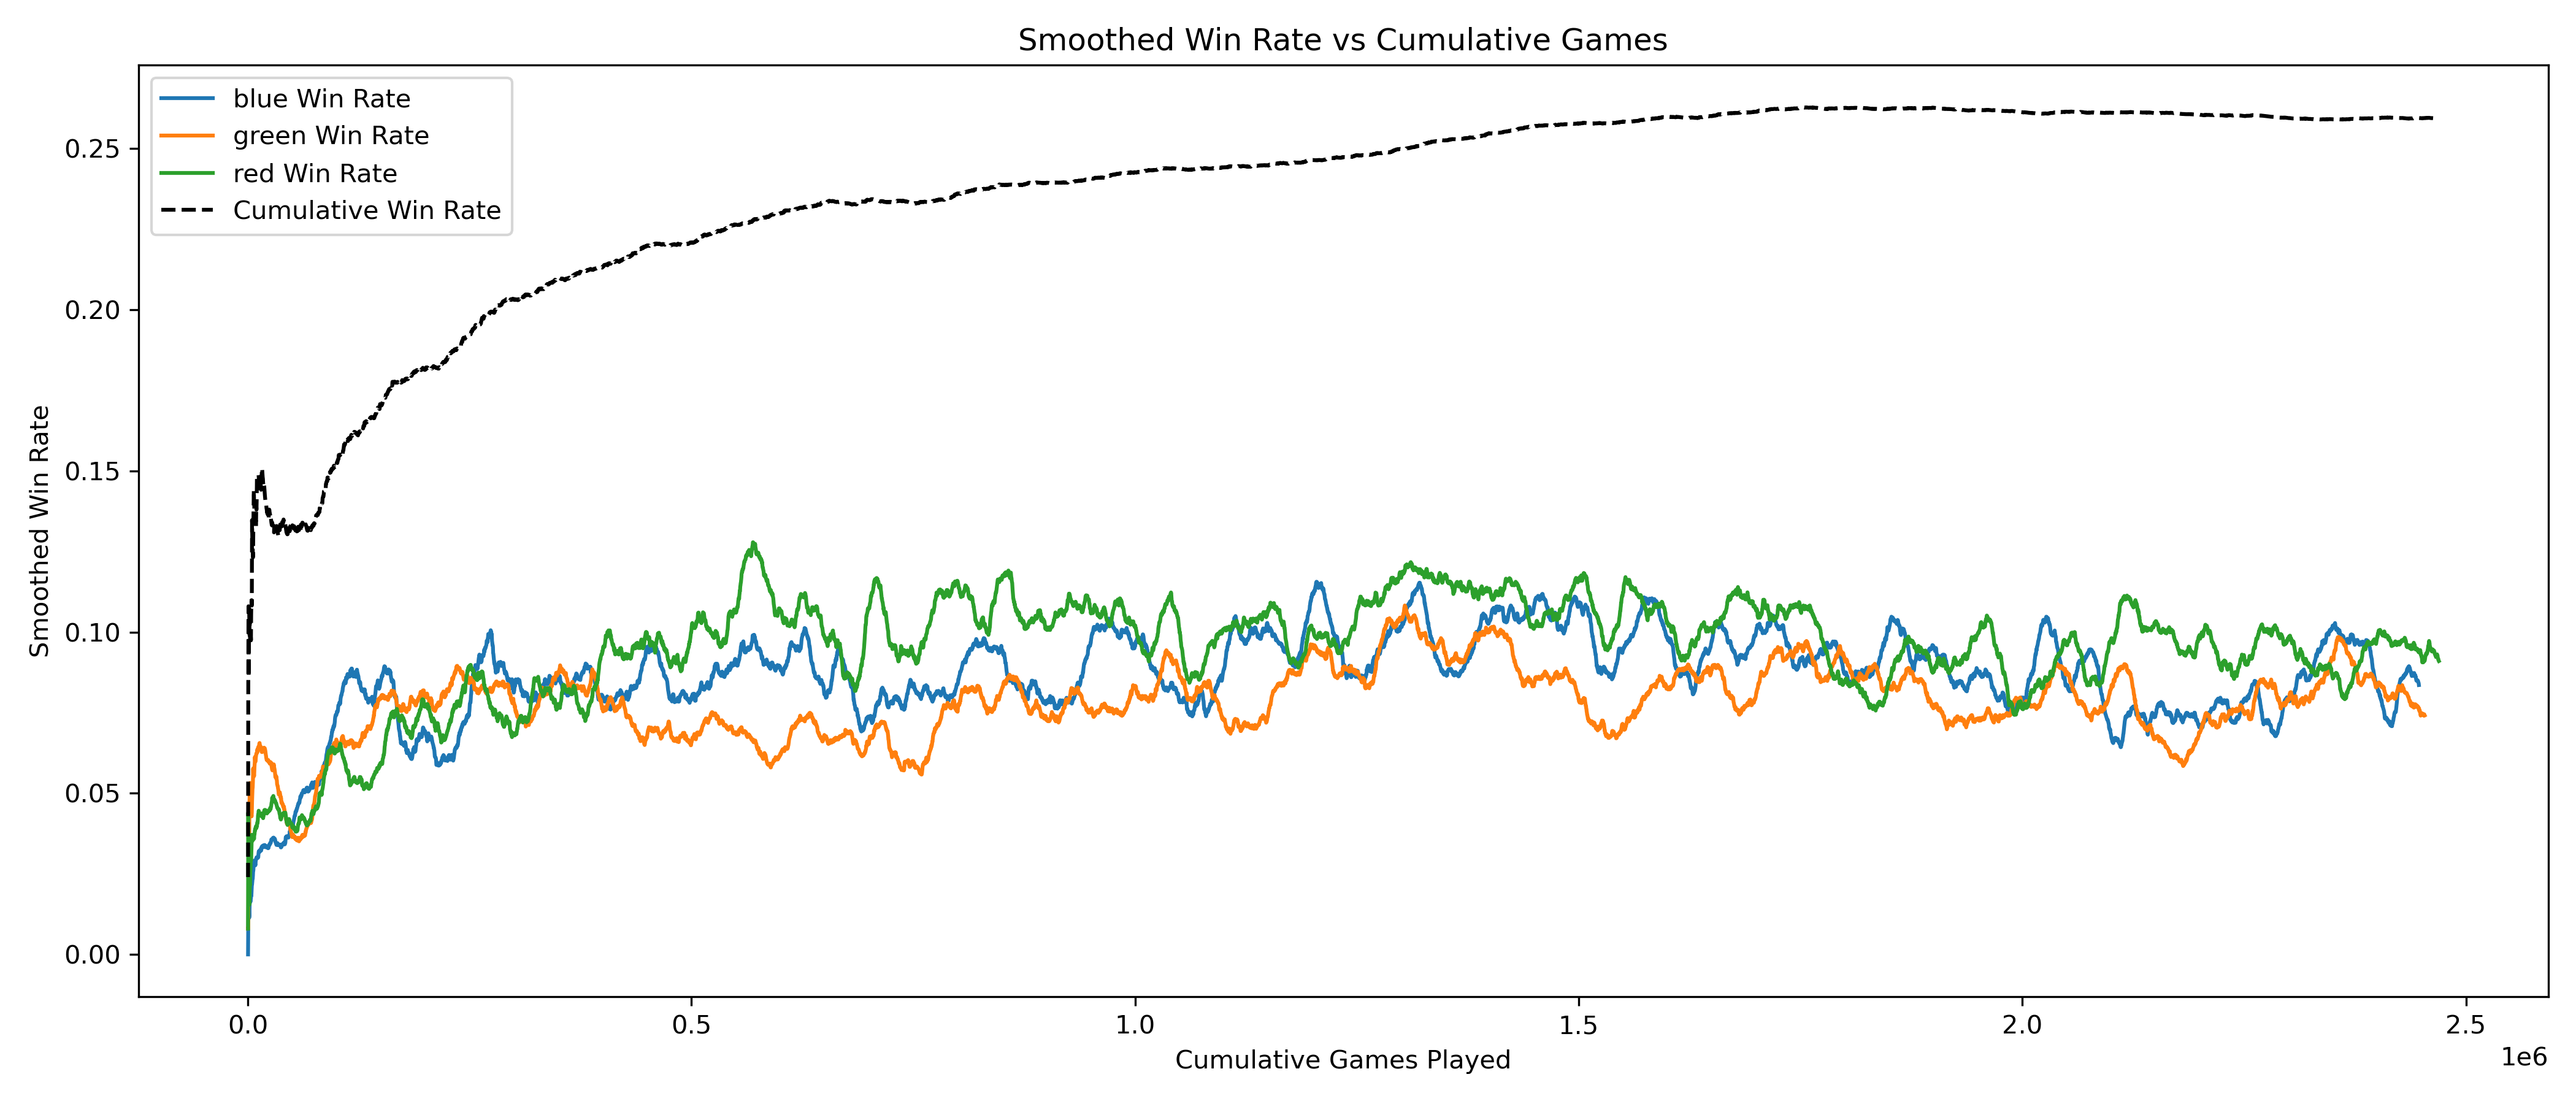 Smoothed Win Rate vs Cumulative Games
blue Win Rate
green Win Rate
red Win Rate
Cumulative Win Rate
Smoothed Win Rate
0.25
0.20
0.15
0.10
0.05
0.00
0.0 0.5 1.0 1.5 2.0 2.5
1e6
Cumulative Games Played